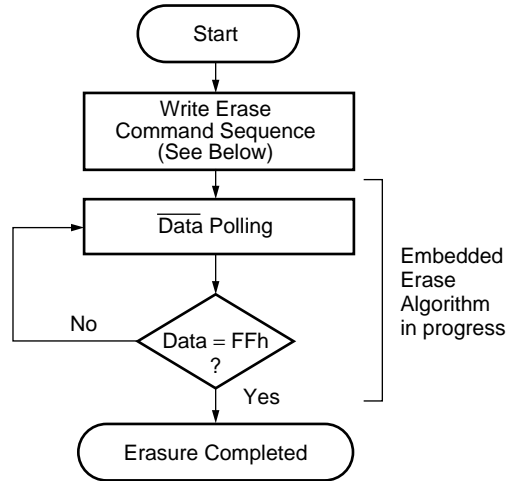 Start
Write Erase
Command Sequence
(See Below)
Data Polling
Embedded
Erase
Algorithm
in progress
No
Data = FFh
?
Yes
Erasure Completed